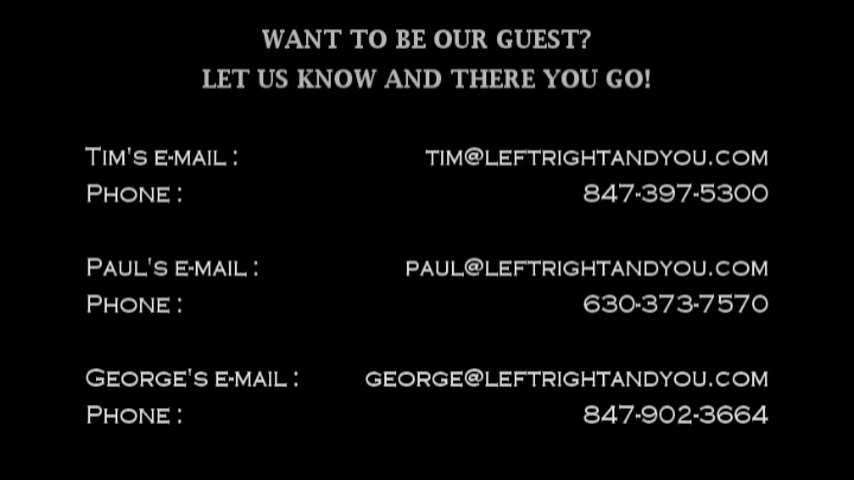 WANT TO BE OUR GUEST?
LET US KNOW AND THERE YOU GO!
TIM'S E-MAIL : TIM@LEFTRIGHTANDYOU.COM
PHONE : 847-397-5300
PAUL'S E-MAIL : PAUL@LEFTRIGHTANDYOU.COM
PHONE : 630-373-7570
GEORGE'S E-MAIL : GEORGE@LEFTRIGHTANDYOU.COM
PHONE : 847-902-3664